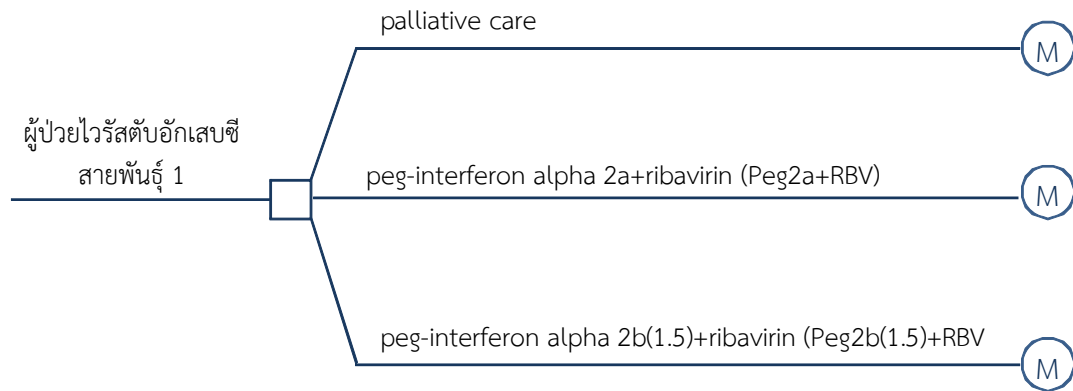 palliative care
M
ผู้ป่วยไวรัสตับอักเสบซี
สายพันธุ์ 1
peg-interferon alpha 2a+ribavirin (Peg2a+RBV)
M
peg-interferon alpha 2b(1.5)+ribavirin (Peg2b(1.5)+RBV
M